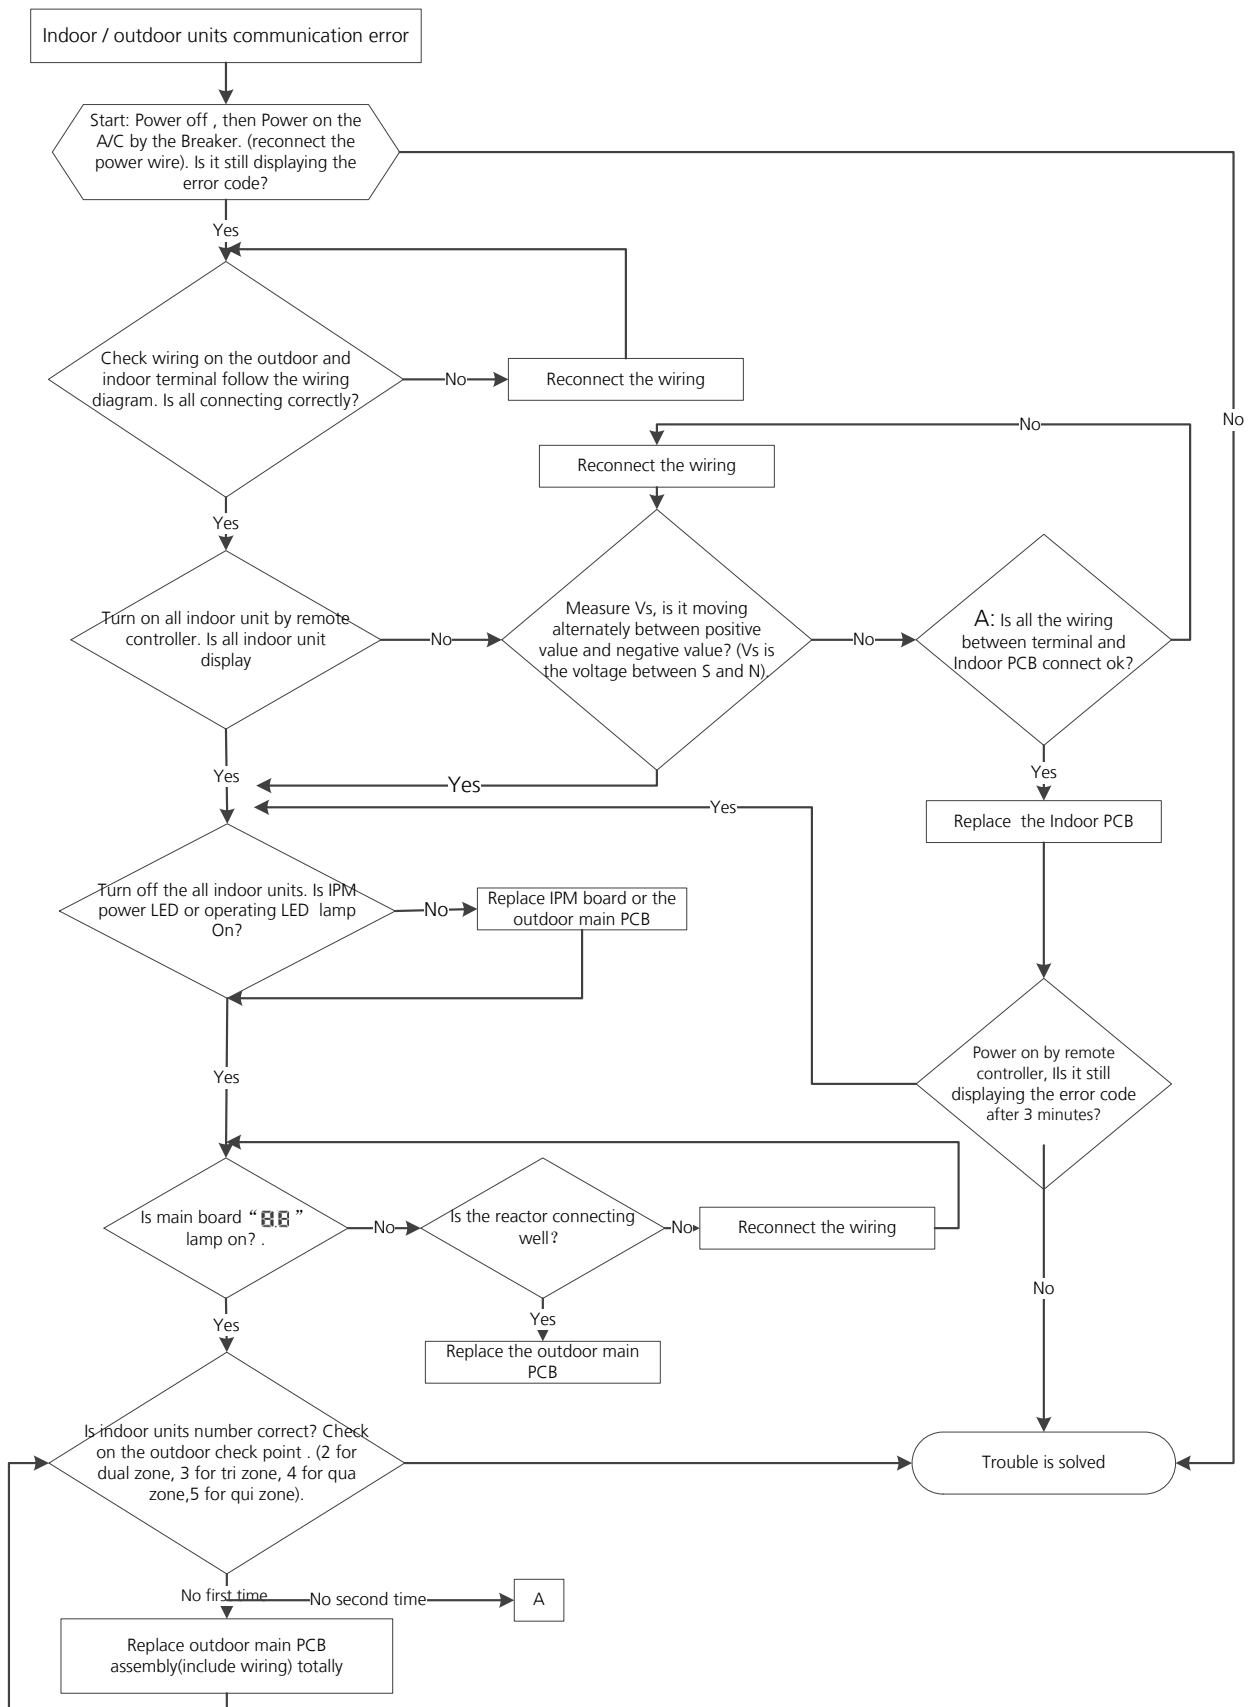 Indoor / outdoor units communication error
Start: Power off , then Power on the
A/C by the Breaker. (reconnect the
power wire). Is it still displaying the
error code?
Yes
No
Check wiring on the outdoor and
indoor terminal follow the wiring
diagram. Is all connecting correctly?
No
Reconnect the wiring
Yes
No
Reconnect the wiring
Turn on all indoor unit by remote
controller. Is all indoor unit
display
No
Measure Vs, is it moving
alternately between positive
value and negative value? (Vs is
the voltage between S and N).
No
A: Is all the wiring
between terminal and
Indoor PCB connect ok?
Yes
Yes
Yes
Yes
Replace the Indoor PCB
Turn off the all indoor units. Is IPM
power LED or operating LED lamp
On?
No
Replace IPM board or the
outdoor main PCB
Yes
Power on by remote
controller, IIs it still
displaying the error code
after 3 minutes?
No
Is main board “8.8”
lamp on? .
No
Is the reactor connecting
well?
No
Reconnect the wiring
Yes
Yes
Replace the outdoor main
PCB
Is indoor units number correct? Check
on the outdoor check point . (2 for
dual zone, 3 for tri zone, 4 for qua
zone,5 for qui zone).
Trouble is solved
No first time
No second time
A
Replace outdoor main PCB
assembly(include wiring) totally